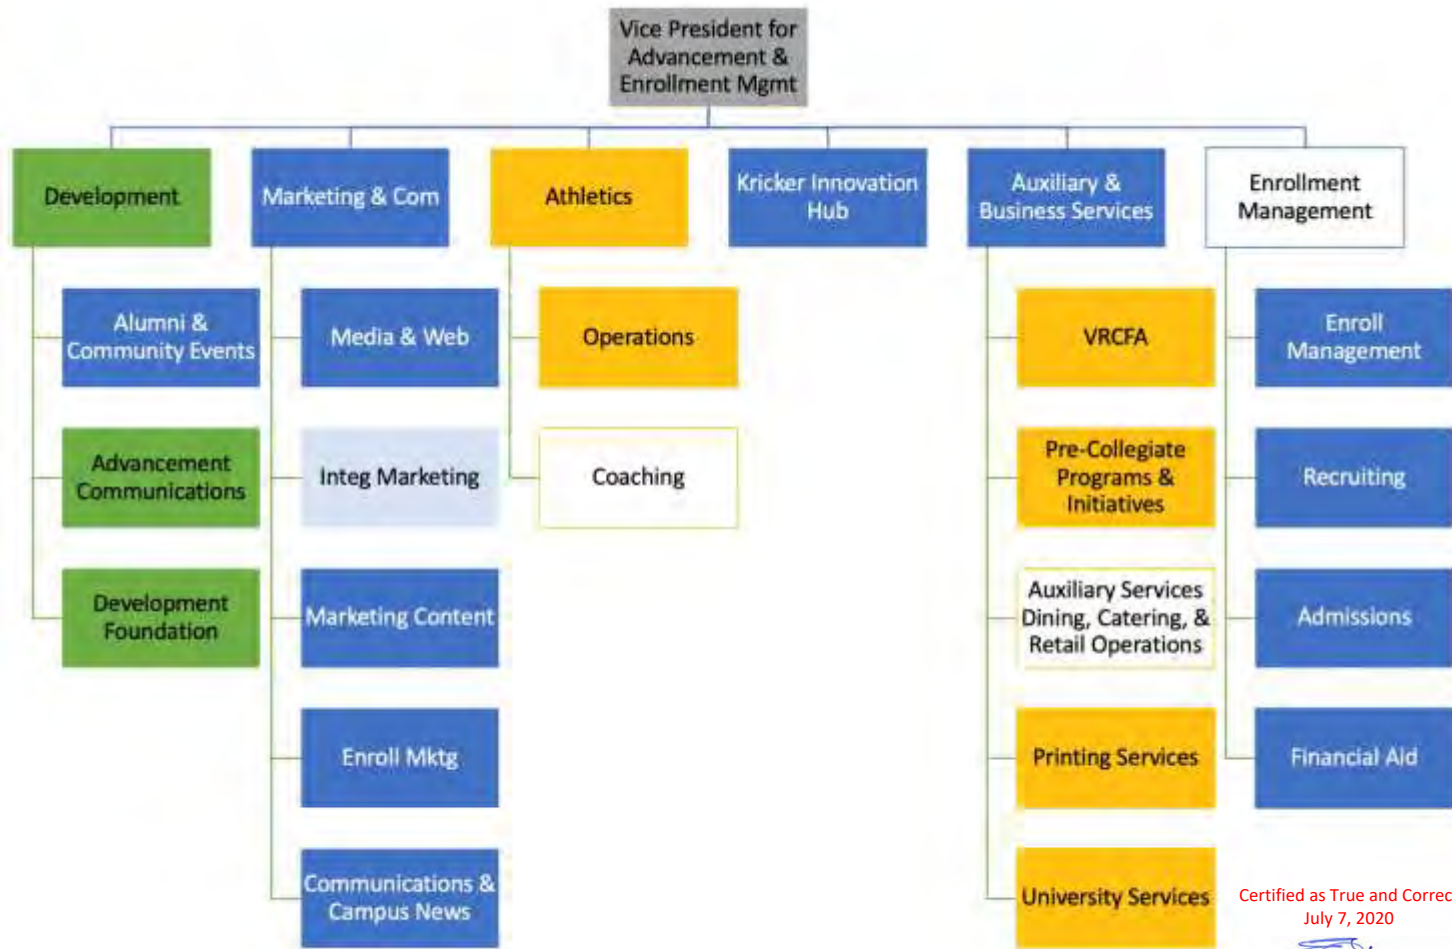 Vice President for
Advancement &
Enrollment Mgmt
Development
Marketing & Com
Athletics
Kricker Innovation
Hub
Auxiliary &
Business Services
Enrollment
Management
Alumni &
Community Events
Media & Web
Operations
VRCFA
Enroll
Management
Advancement
Communications
Integ Marketing
Coaching
Pre-Collegiate
Programs &
Initiatives
Recruiting
Development
Foundation
Marketing Content
Auxiliary Services
Dining, Catering, &
Retail Operations
Admissions
Enroll Mktg
Printing Services
Financial Aid
Communications &
Campus News
University Services
Certified as True and Correc
July 7, 2020